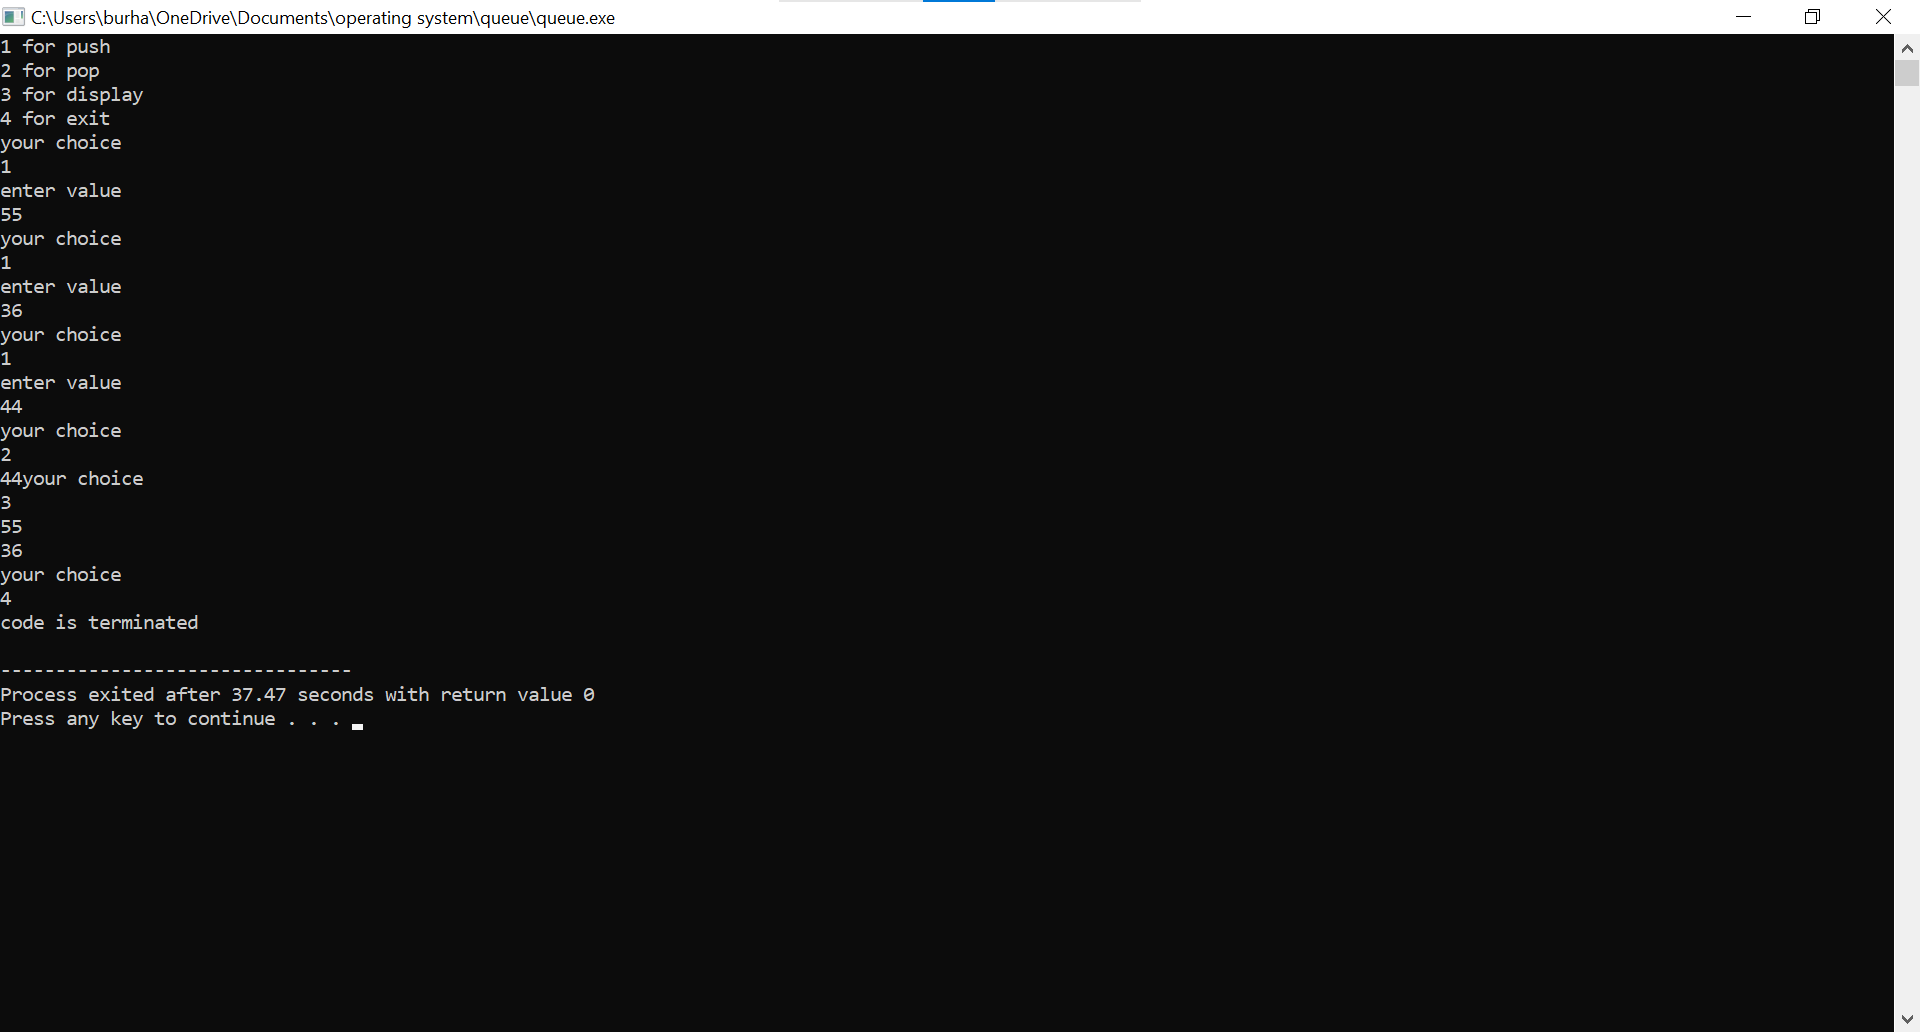 C:\Users\burha\OneDrive\Documents\operating system\queue\queue.exe
1 for push
2 for pop
3 for display
4 for exit
your choice
1
enter value
55
your choice
1
enter value
36
your choice
1
enter value
44
your choice
2
44your choice
3
55
36
your choice
4
code is terminated
--------------------------------
Process exited after 37.47 seconds with return value 0
Press any key to continue . . .